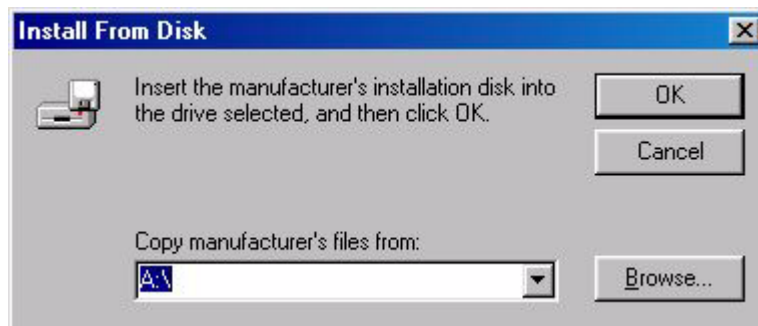 Install From Disk
Insert the manufacturer's installation disk into
the drive selected, and then click OK.
OK
Cancel
Copy manufacturer's files from:
A:\
Browse...